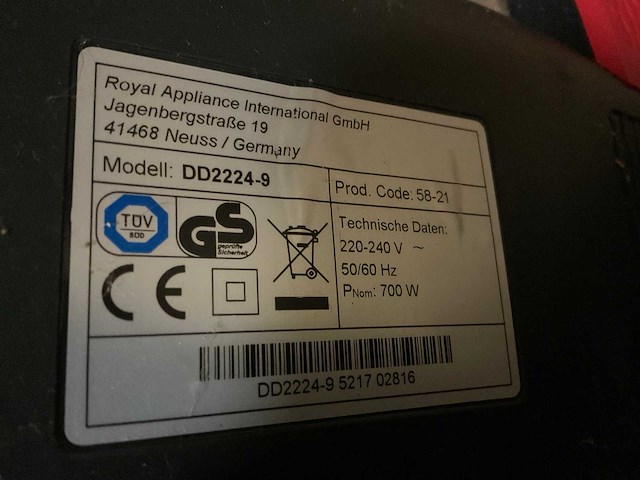 Royal Appliance International GmbH
Jagenbergstraße 19
41468 Neuss / Germany
Modell: DD2224-9
Prod. Code: 58-21
TÜV
SÜD
GS
geprüfte
Sicherheit
CE
Technische Daten:
220-240 V ~
50/60 Hz
PNom: 700 W
DD2224-9 5217 02816